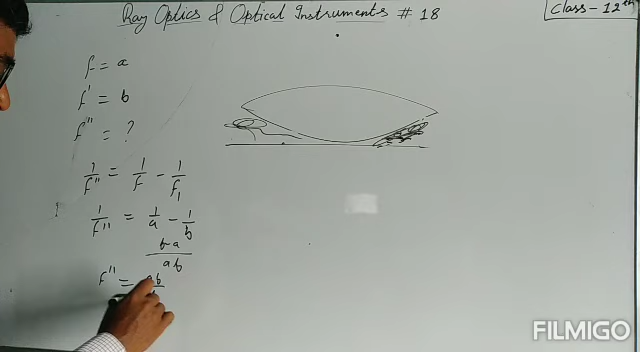 Ray Optics & Optical Instruments # 18
Class - 12th
f = a
f' = b
f'' = ?
1/f'' = 1/f - 1/f1
1/f'' = 1/a - 1/b
b a
ab
f'' = ab
FILMIGO